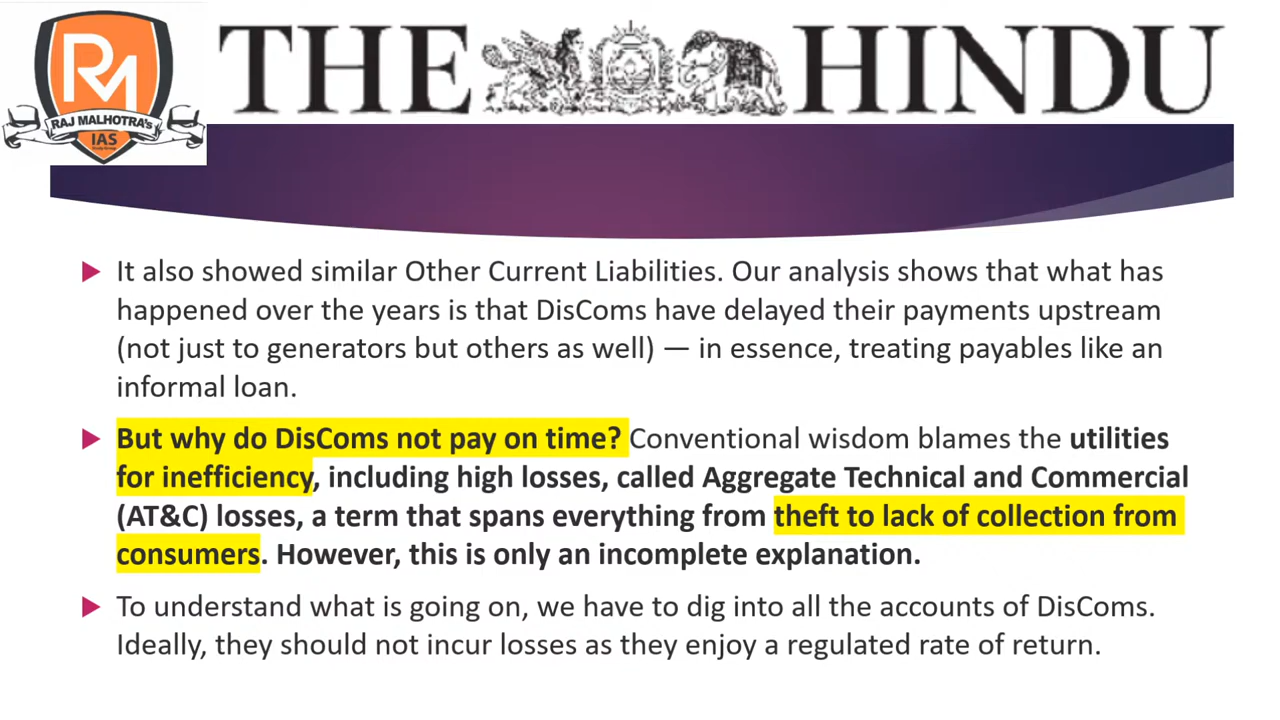 RM
RAJ MALHOTRA's
IAS
THE HINDU
It also showed similar Other Current Liabilities. Our analysis shows that what has
happened over the years is that DisComs have delayed their payments upstream
(not just to generators but others as well) — in essence, treating payables like an
informal loan.
But why do DisComs not pay on time? Conventional wisdom blames the utilities
for inefficiency, including high losses, called Aggregate Technical and Commercial
(AT&C) losses, a term that spans everything from theft to lack of collection from
consumers. However, this is only an incomplete explanation.
To understand what is going on, we have to dig into all the accounts of DisComs.
Ideally, they should not incur losses as they enjoy a regulated rate of return.